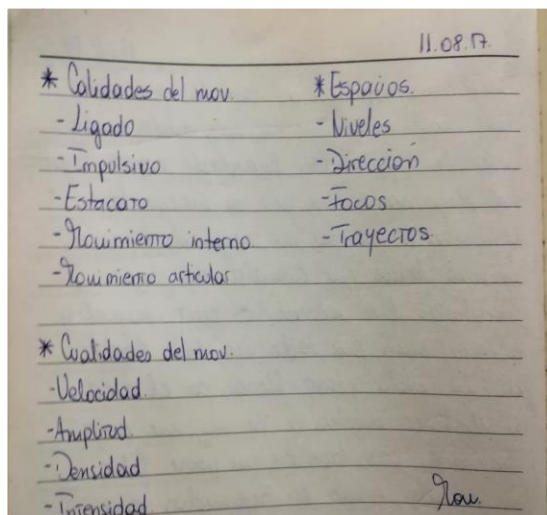 11.08.17.
* Calidades del mov.
- Ligado
- Impulsivo
- Estacato
- Movimiento interno
- Movimiento articular
* Espacios.
- Niveles
- Dirección
- Focos
- Trayectos.
* Cualidades del mov.
- Velocidad.
- Amplitud.
- Densidad
- Intensidad.
Mov.